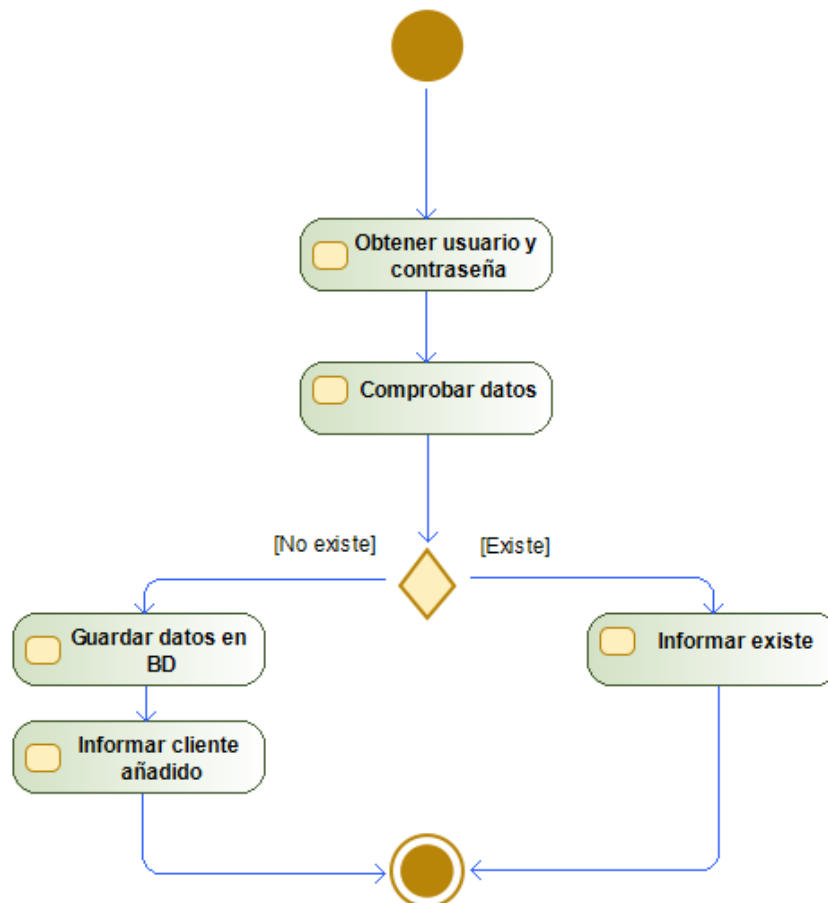 Obtener usuario y
contraseña
Comprobar datos
[No existe]
[Existe]
Guardar datos en
BD
Informar existe
Informar cliente
añadido